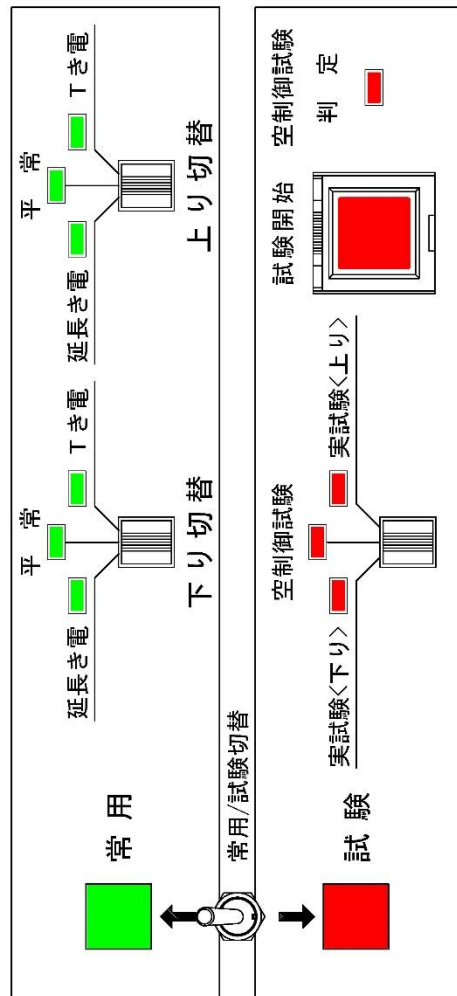 常用
平常
延長き電
Tき電
下り切替
平常
延長き電
Tき電
上り切替
常用/試験切替
試験
空制御試験
実試験<下り>
実試験<上り>
試験開始
空制御試験
判定